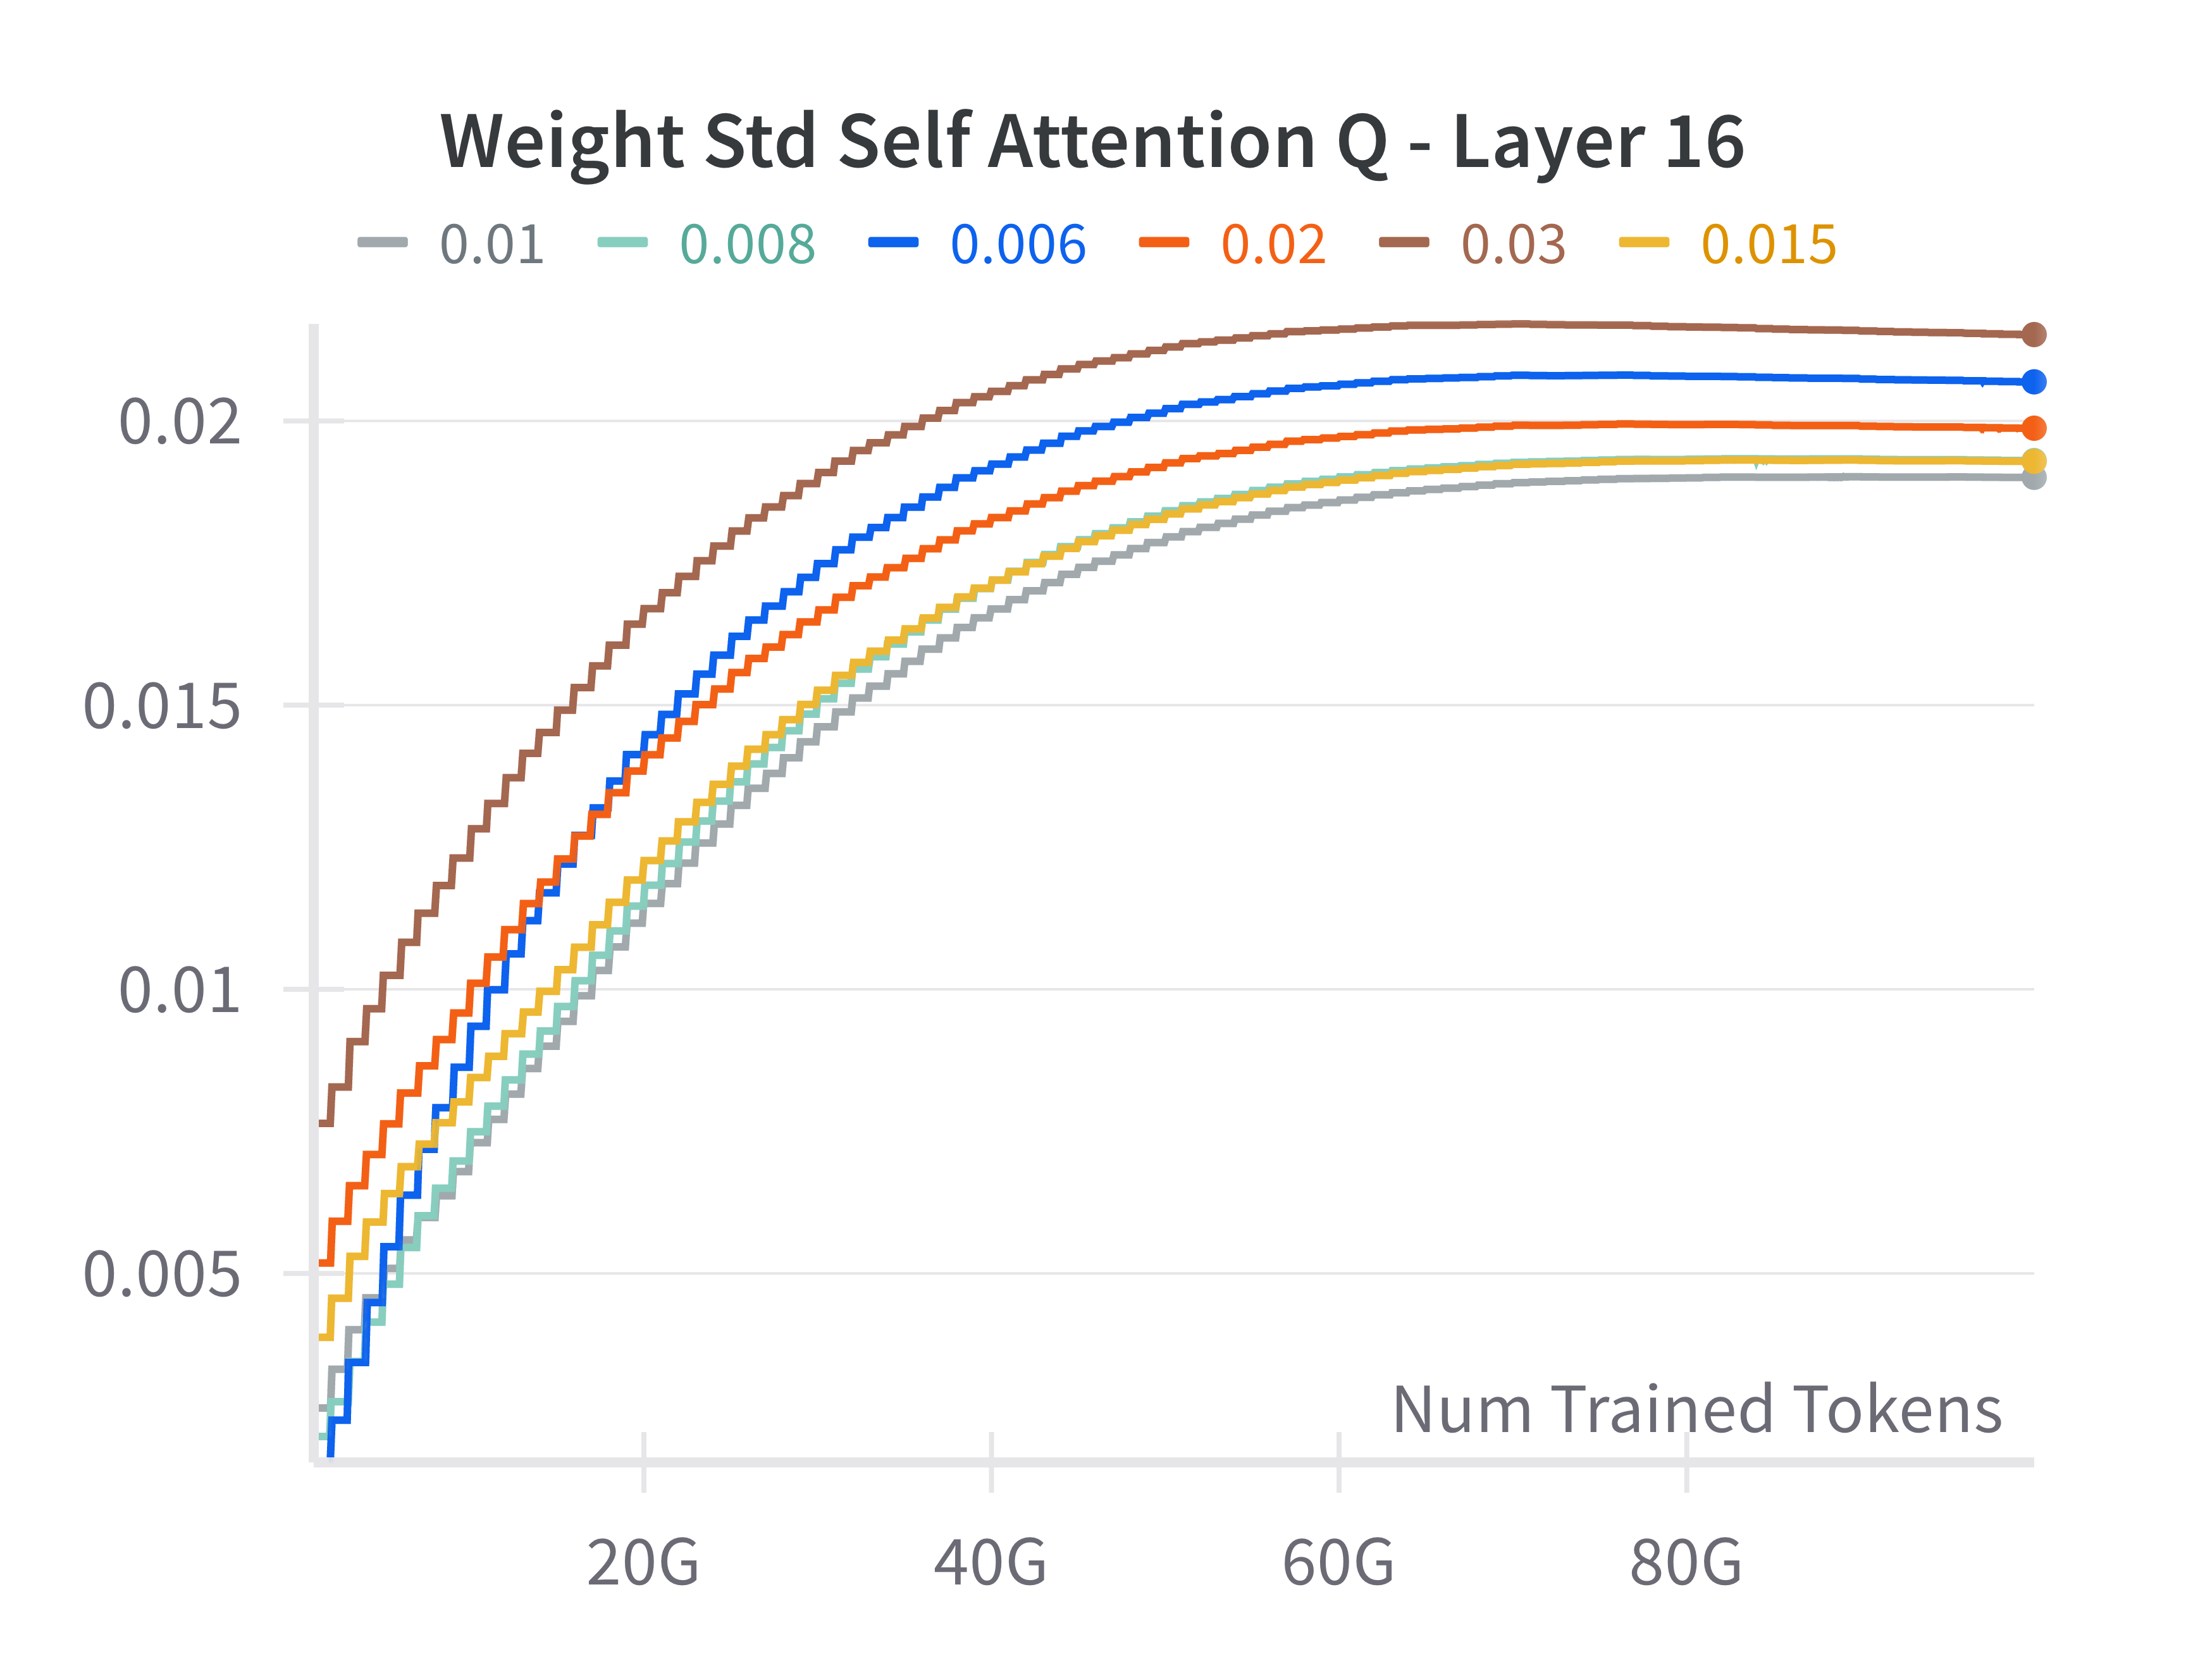 Weight Std Self Attention Q - Layer 16
0.01 0.008 0.006 0.02 0.03 0.015
0.02
0.015
0.01
0.005
Num Trained Tokens
20G 40G 60G 80G